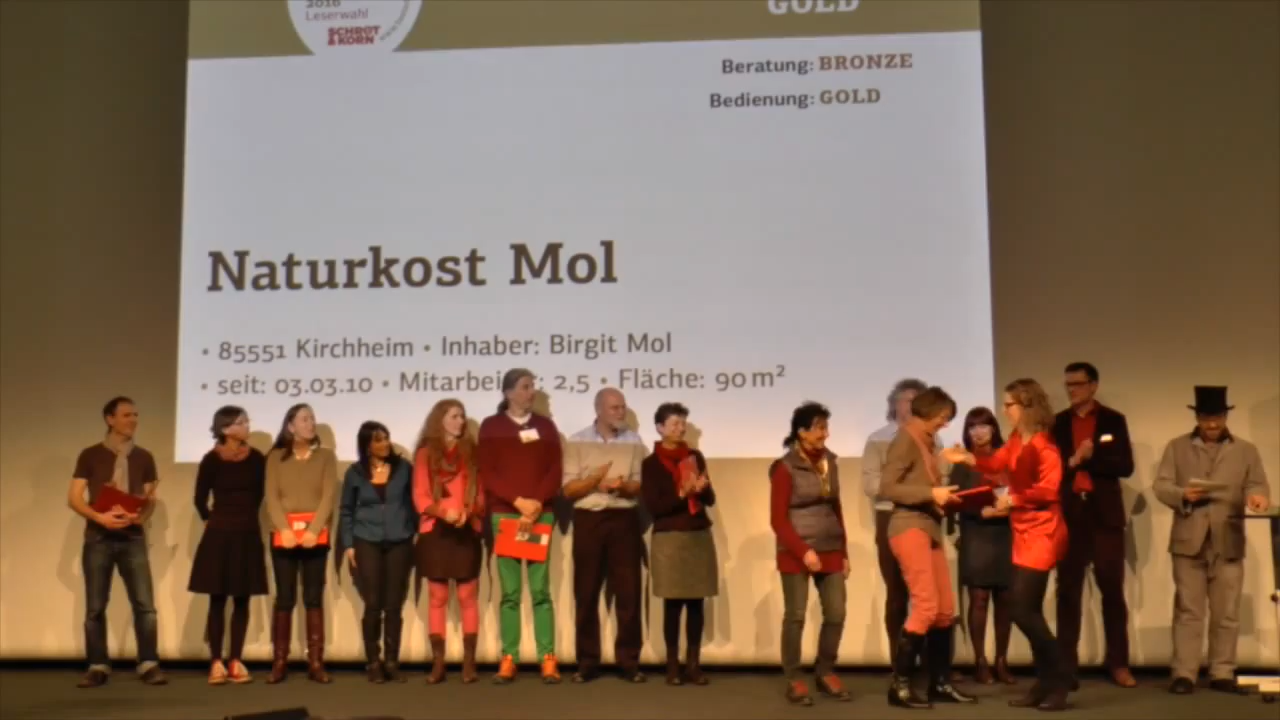 2016
Leserwahl
SCHROT
&KORN
GOLD
Beratung: BRONZE
Bedienung: GOLD
Naturkost Mol
• 85551 Kirchheim • Inhaber: Birgit Mol
• seit: 03.03.10 • : 2,5 • Fläche: 90 m²